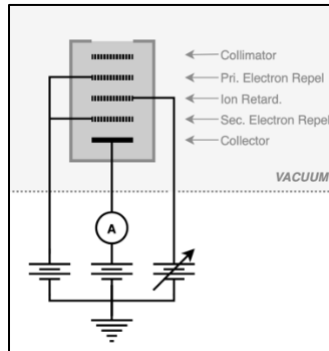 Collimator
Pri. Electron Repel
Ion Retard.
Sec. Electron Repel
Collector
VACUUM
A